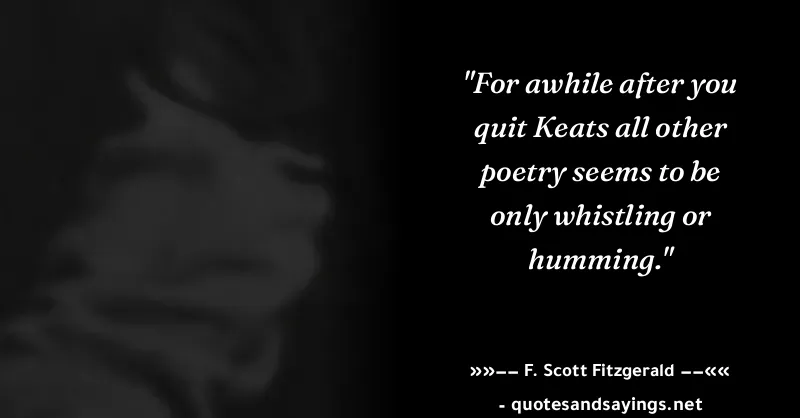 "For awhile after you
quit Keats all other
poetry seems to be
only whistling or
humming."
»»–– F. Scott Fitzgerald ––««
- quotesandsayings.net